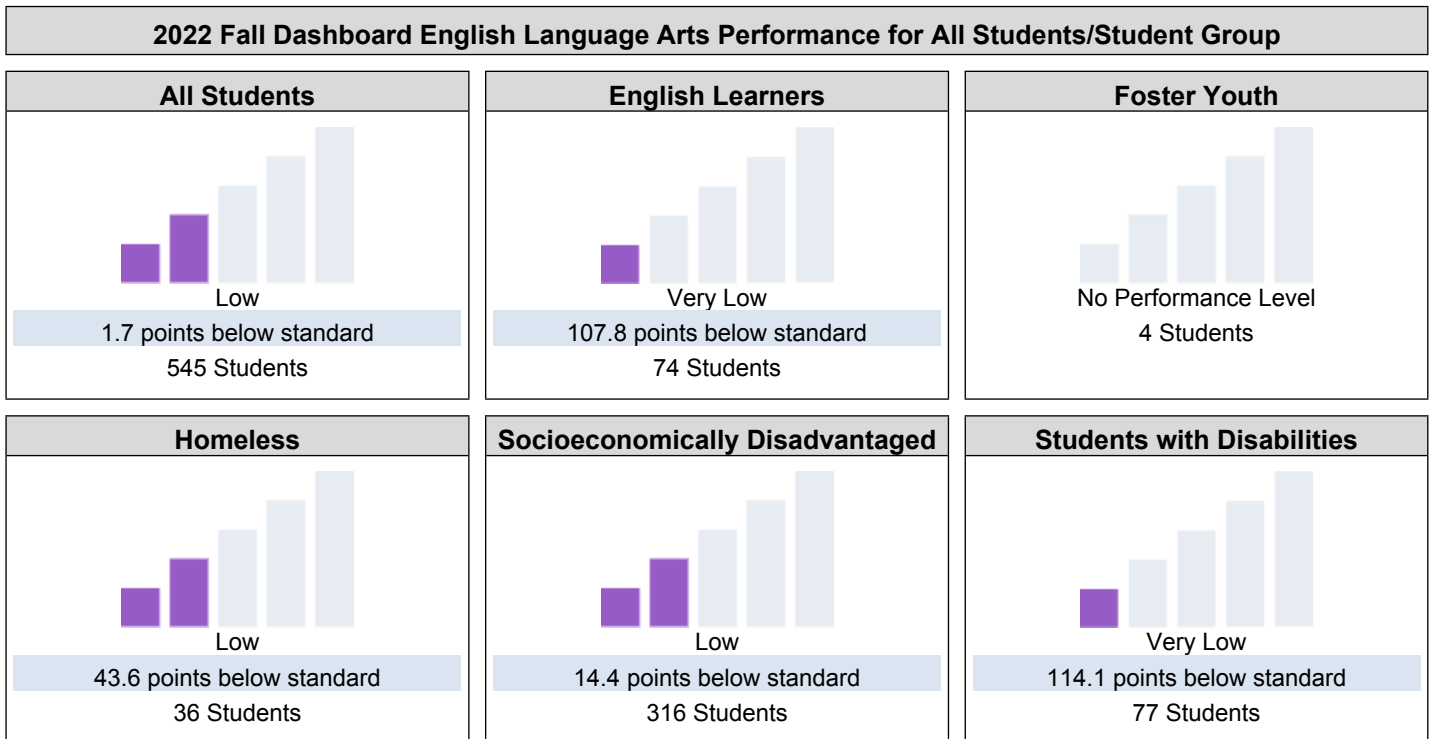 2022 Fall Dashboard English Language Arts Performance for All Students/Student Group
All Students
Low
1.7 points below standard
545 Students
English Learners
Very Low
107.8 points below standard
74 Students
Foster Youth
No Performance Level
4 Students
Homeless
Low
43.6 points below standard
36 Students
Socioeconomically Disadvantaged
Low
14.4 points below standard
316 Students
Students with Disabilities
Very Low
114.1 points below standard
77 Students